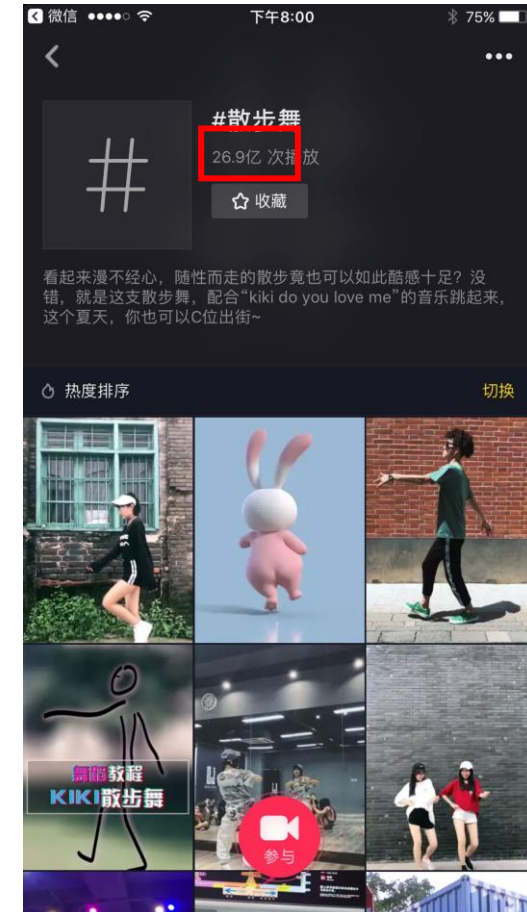 微信
下午8:00
75%
#散步舞
26.9亿 次播放
收藏
看起来漫不经心，随性而走的散步竟也可以如此酷感十足？没
错，就是这支散步舞，配合“kiki do you love me”的音乐跳起来，
这个夏天，你也可以C位出街~
热度排序
切换
舞蹈教程
KIKI散步舞
参与